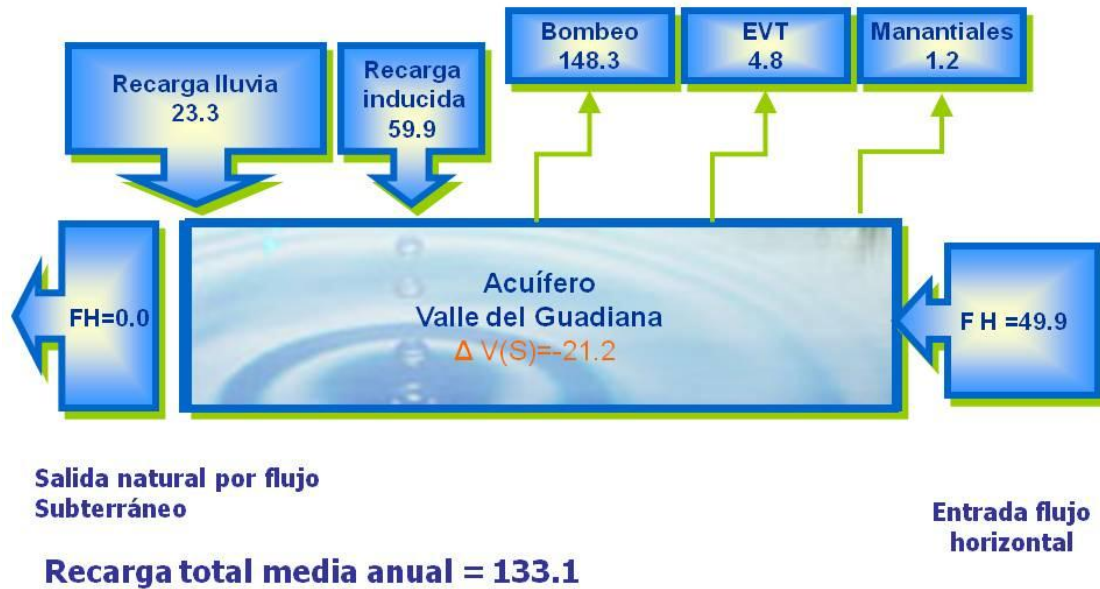 Recarga lluvia
23.3
Recarga
inducida
59.9
Bombeo
148.3
EVT
4.8
Manantiales
1.2
FH=0.0
Acuífero
Valle del Guadiana
Δ V(S)=-21.2
F H =49.9
Salida natural por flujo
Subterráneo
Entrada flujo
horizontal
Recarga total media anual = 133.1